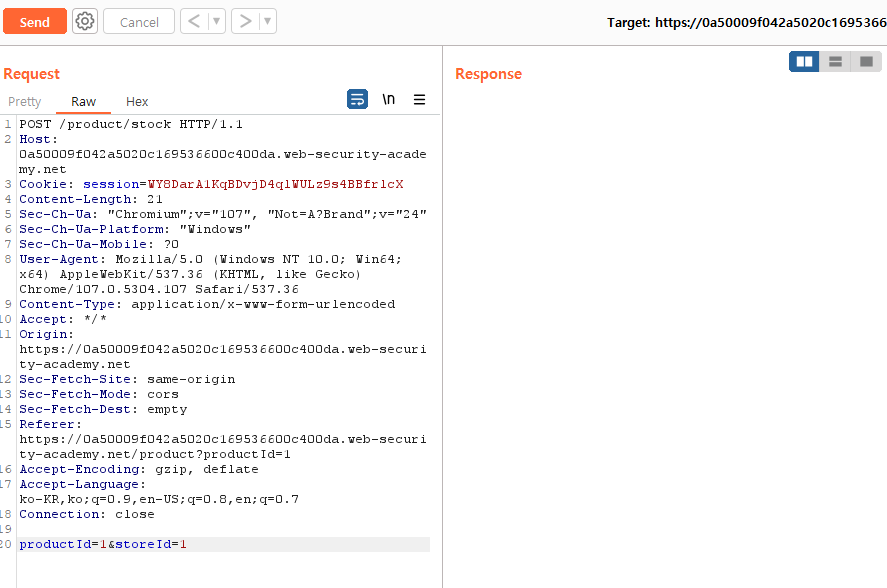 Send
Cancel
<
>
Target: https://0a50009f042a5020c1695366
Request
Response
Pretty
Raw
Hex
\n
1 POST /product/stock HTTP/1.1
2 Host:
0a50009f042a5020c169536600c400da.web-security-acade
my.net
3 Cookie: session=WY8DarA1KqBDvjD4qlWULz9s4BBfrlcX
4 Content-Length: 21
5 Sec-Ch-Ua: "Chromium";v="107", "Not=A?Brand";v="24"
6 Sec-Ch-Ua-Platform: "Windows"
7 Sec-Ch-Ua-Mobile: ?0
8 User-Agent: Mozilla/5.0 (Windows NT 10.0; Win64;
x64) AppleWebKit/537.36 (KHTML, like Gecko)
Chrome/107.0.5304.107 Safari/537.36
9 Content-Type: application/x-www-form-urlencoded
10 Accept: */*
11 Origin:
https://0a50009f042a5020c169536600c400da.web-securi
ty-academy.net
12 Sec-Fetch-Site: same-origin
13 Sec-Fetch-Mode: cors
14 Sec-Fetch-Dest: empty
15 Referer:
https://0a50009f042a5020c169536600c400da.web-securi
ty-academy.net/product?productId=1
16 Accept-Encoding: gzip, deflate
17 Accept-Language:
ko-KR,ko;q=0.9,en-US;q=0.8,en;q=0.7
18 Connection: close
19
20 productId=1&storeId=1